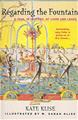 Regarding the Fountain
A TALE, IN LETTERS, OF LIARS AND LEAKS
KATE KLISE
ILLUSTRATED BY M. SARAH KLISE